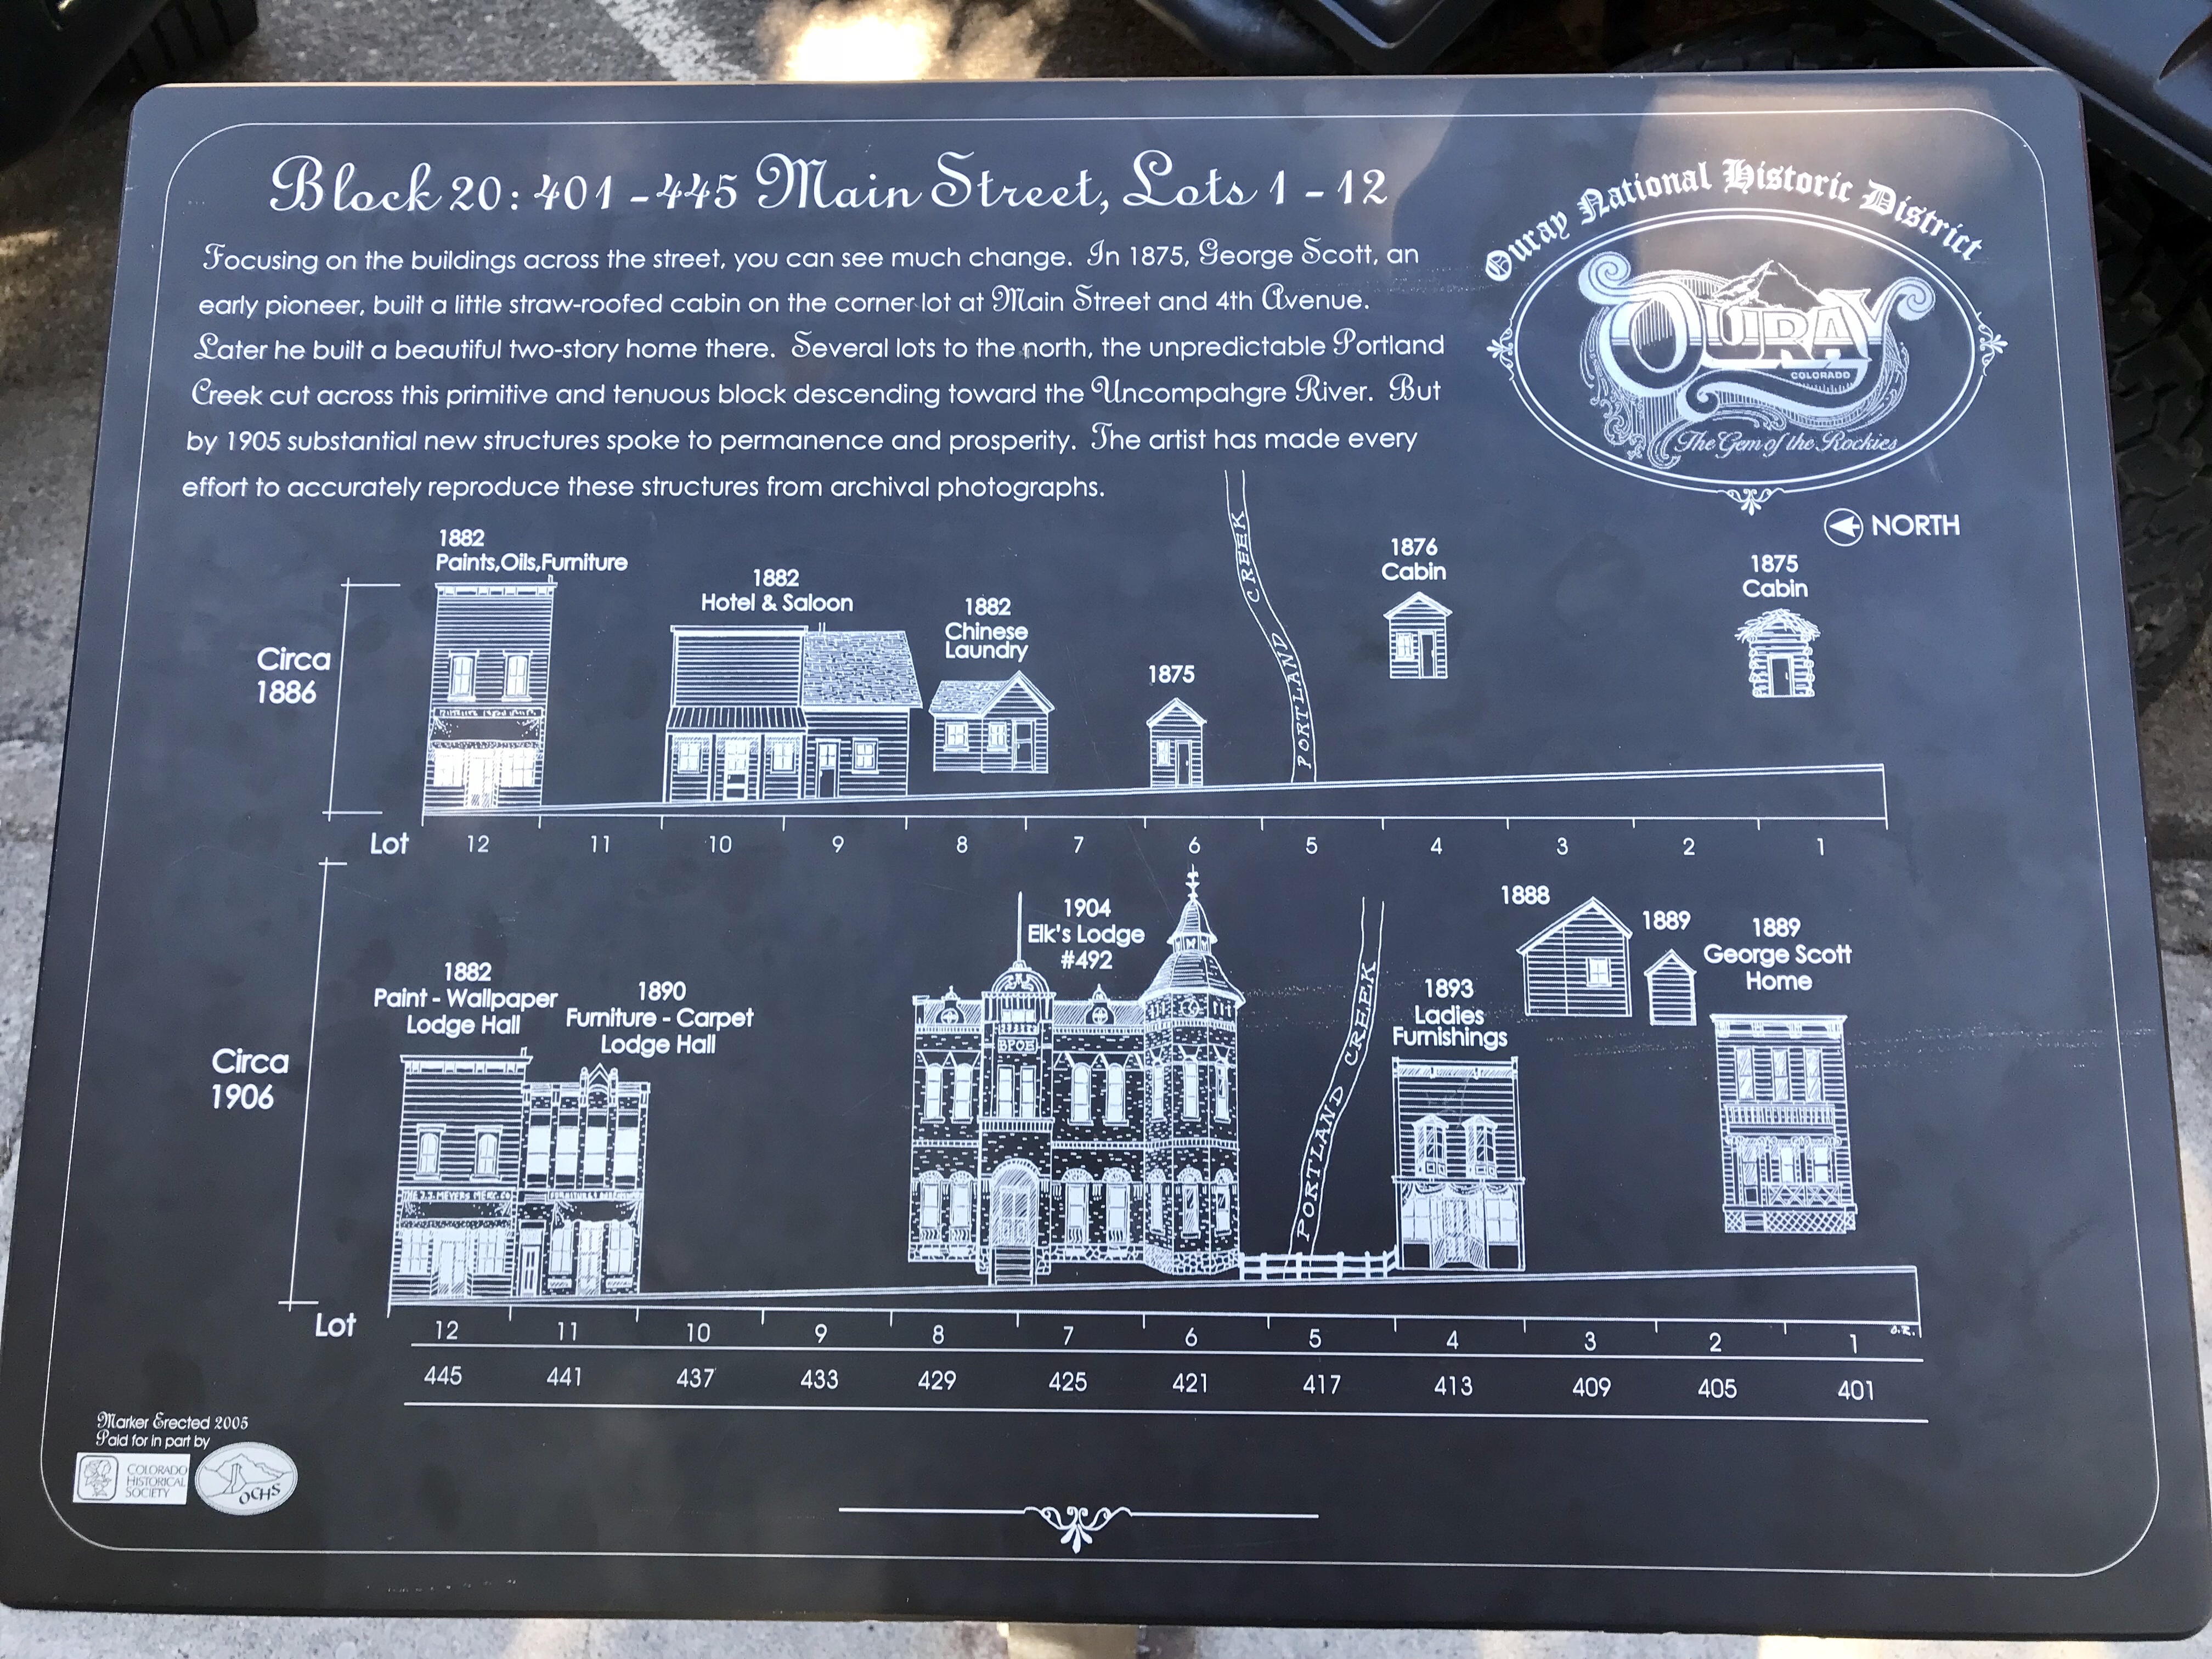 Block 20: 401 - 445 Main Street, Lots 1 - 12
Focusing on the buildings across the street, you can see much change. In 1875, George Scott, an
early pioneer, built a little straw-roofed cabin on the corner lot at Main Street and 4th Avenue.
Later he built a beautiful two-story home there. Several lots to the north, the unpredictable Portland
Creek cut across this primitive and tenuous block descending toward the Uncompahgre River. But
by 1905 substantial new structures spoke to permanence and prosperity. The artist has made every
effort to accurately reproduce these structures from archival photographs.
Ouray National Historic District
OURAY
COLORADO
The Gem of the Rockies
NORTH
Circa
1886
1882
Paints,Oils,Furniture
1882
Hotel & Saloon
1882
Chinese
Laundry
1875
PORTLAND CREEK
1876
Cabin
1875
Cabin
Lot 12 11 10 9 8 7 6 5 4 3 2 1
Circa
1906
1882
Paint - Wallpaper
Lodge Hall
THE J.J. MEYERS MERC. CO
1890
Furniture - Carpet
Lodge Hall
1904
Elk's Lodge
#492
BPOE
PORTLAND CREEK
1893
Ladies
Furnishings
1888
1889
1889
George Scott
Home
Lot 12 11 10 9 8 7 6 5 4 3 2 1
445 441 437 433 429 425 421 417 413 409 405 401
Marker Erected 2005
Paid for in part by
COLORADO
HISTORICAL
SOCIETY
OCHS